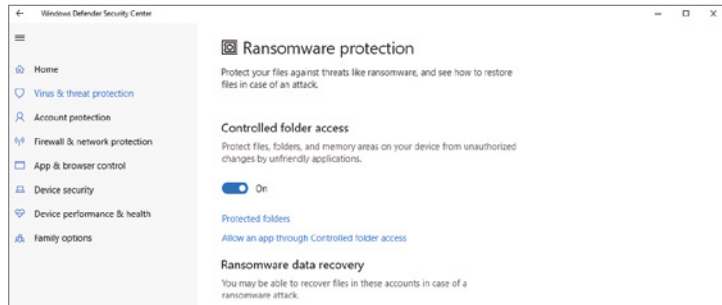 Windows Defender Security Center
Home
Virus & threat protection
Account protection
Firewall & network protection
App & browser control
Device security
Device performance & health
Family options
Ransomware protection
Protect your files against threats like ransomware, and see how to restore
files in case of an attack.
Controlled folder access
Protect files, folders, and memory areas on your device from unauthorized
changes by unfriendly applications.
On
Protected folders
Allow an app through Controlled folder access
Ransomware data recovery
You may be able to recover files in these accounts in case of a
ransomware attack.